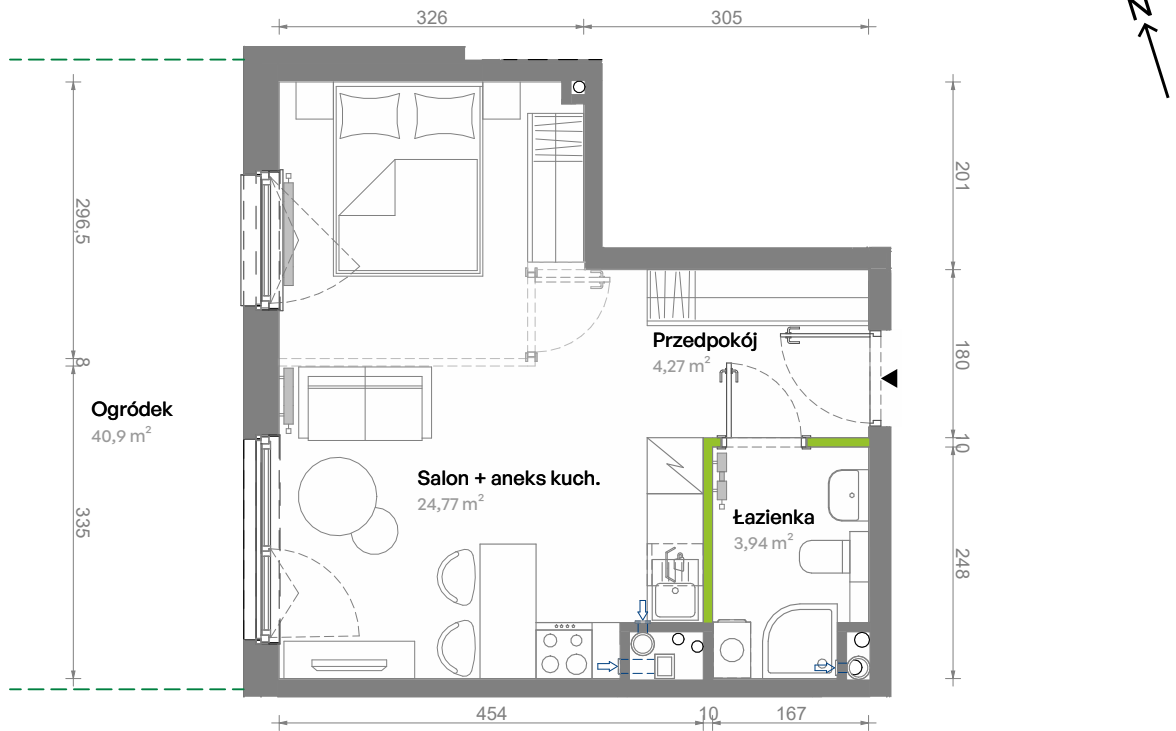 326
305
N
201
296,5
Przedpokój
4,27 m²
180
8
Ogródek
40,9 m²
10
Salon + aneks kuch.
24,77 m²
335
Łazienka
3,94 m²
248
454
10
167